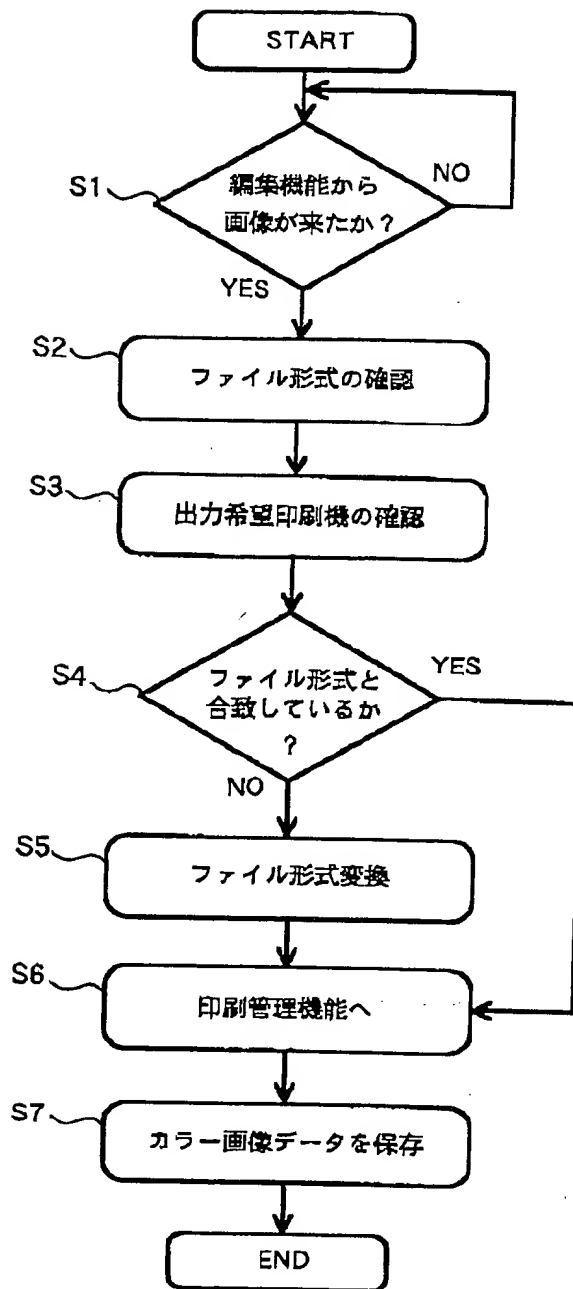 START
S1
編集機能から
画像が来たか?
NO
YES
S2
ファイル形式の確認
S3
出力希望印刷機の確認
S4
ファイル形式と
合致しているか
?
YES
NO
S5
ファイル形式変換
S6
印刷管理機能へ
S7
カラー画像データを保存
END